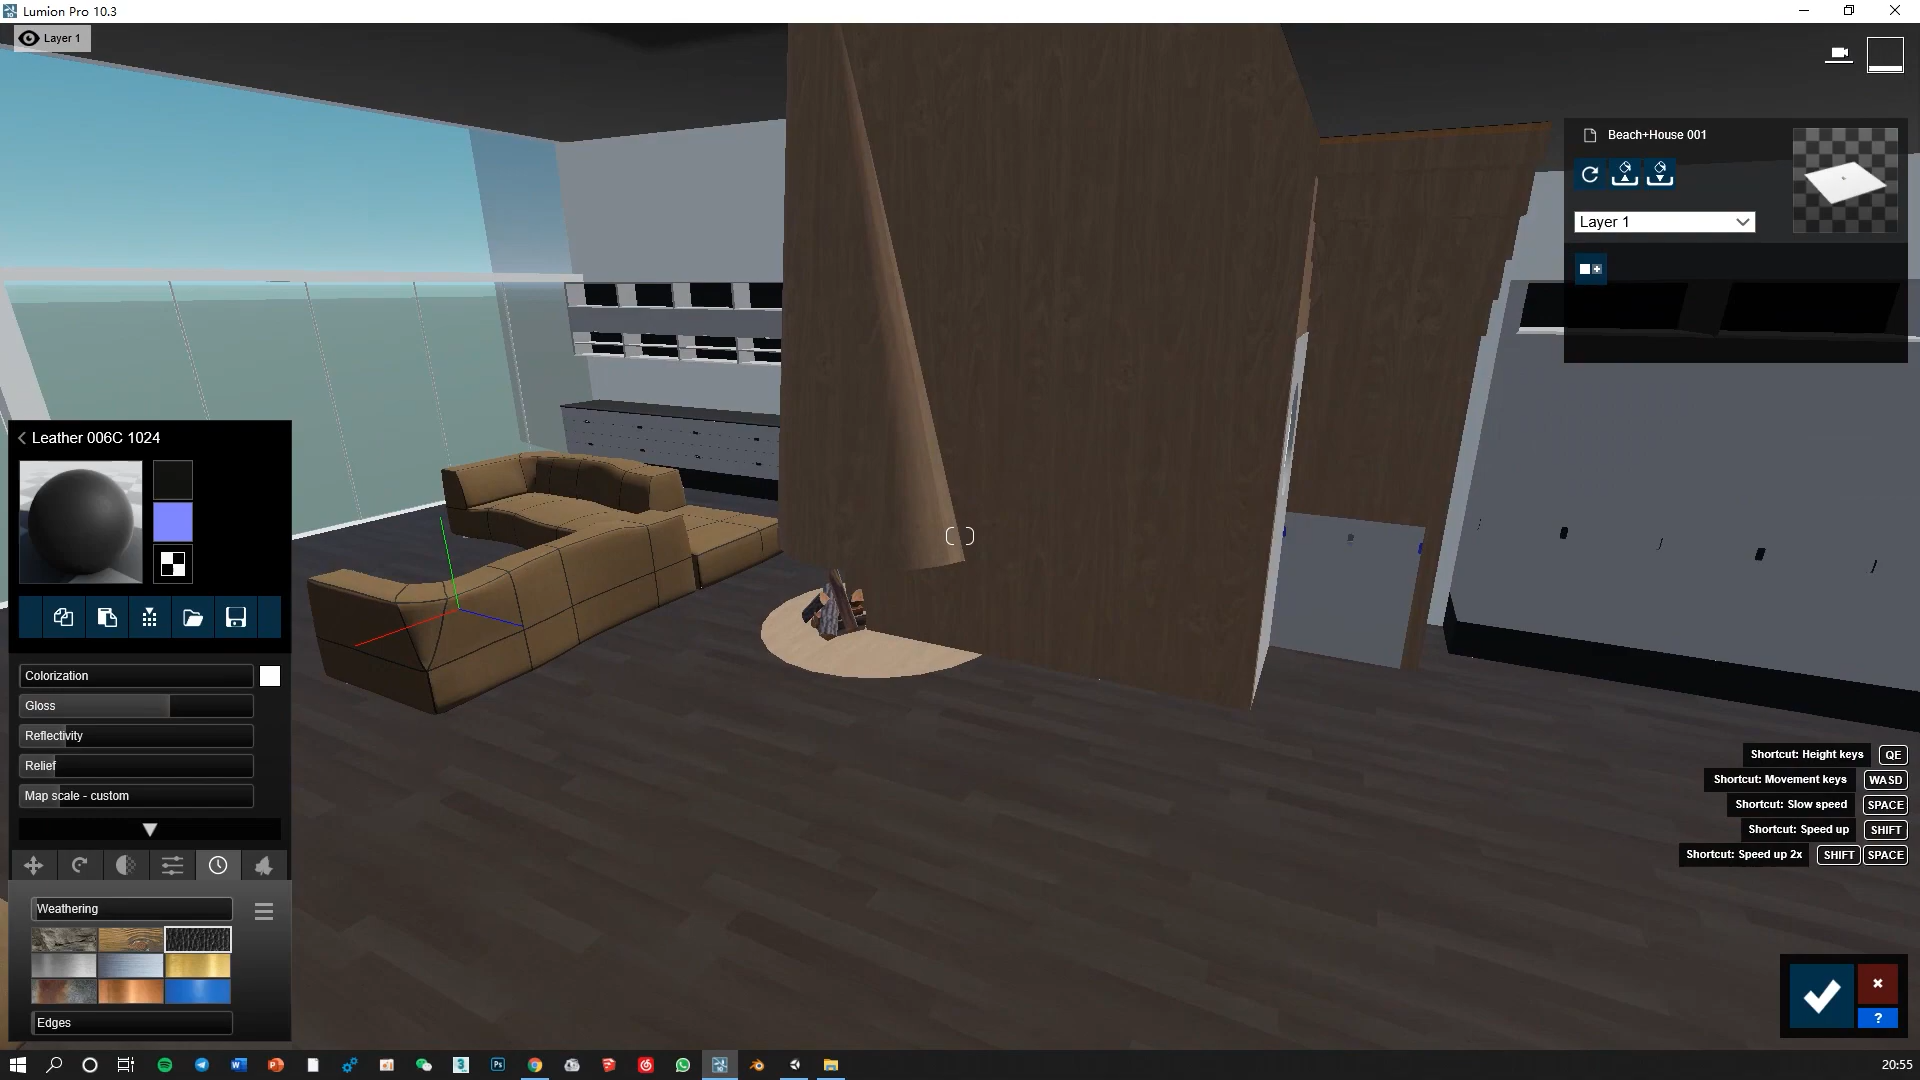 Lumion Pro 10.3
Layer 1
Beach+House 001
Layer 1
Leather 006C 1024
Colorization
Gloss
Reflectivity
Relief
Map scale - custom
Weathering
Edges
Shortcut: Height keys QE
Shortcut: Movement keys WASD
Shortcut: Slow speed SPACE
Shortcut: Speed up SHIFT
Shortcut: Speed up 2x SHIFT SPACE
?
20:55